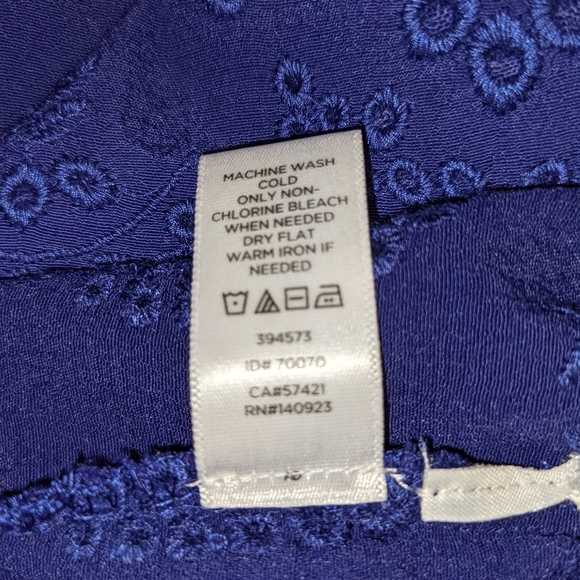 MACHINE WASH
COLD
ONLY NON-
CHLORINE BLEACH
WHEN NEEDED
DRY FLAT
WARM IRON IF
NEEDED
394573
ID# 70070
CA#57421
RN#140923